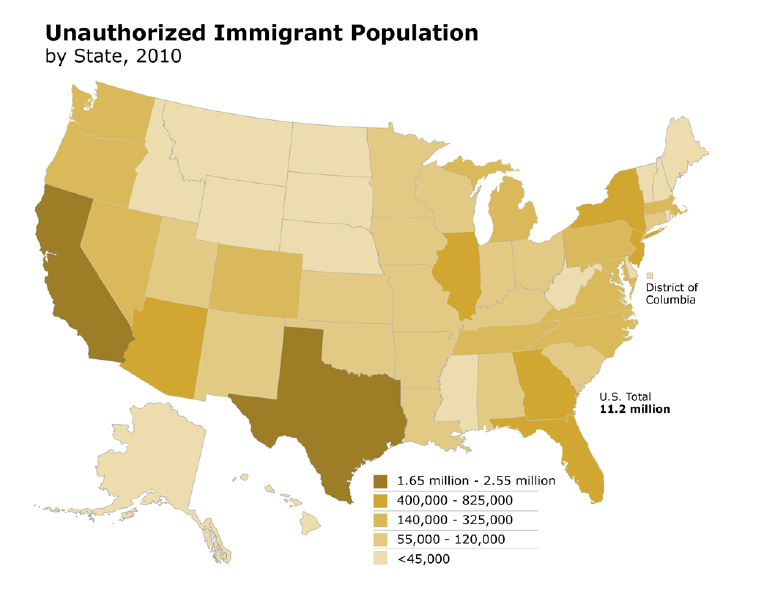 Unauthorized Immigrant Population
by State, 2010
District of
Columbia
U.S. Total
11.2 million
1.65 million - 2.55 million
400,000 - 825,000
140,000 - 325,000
55,000 - 120,000
<45,000